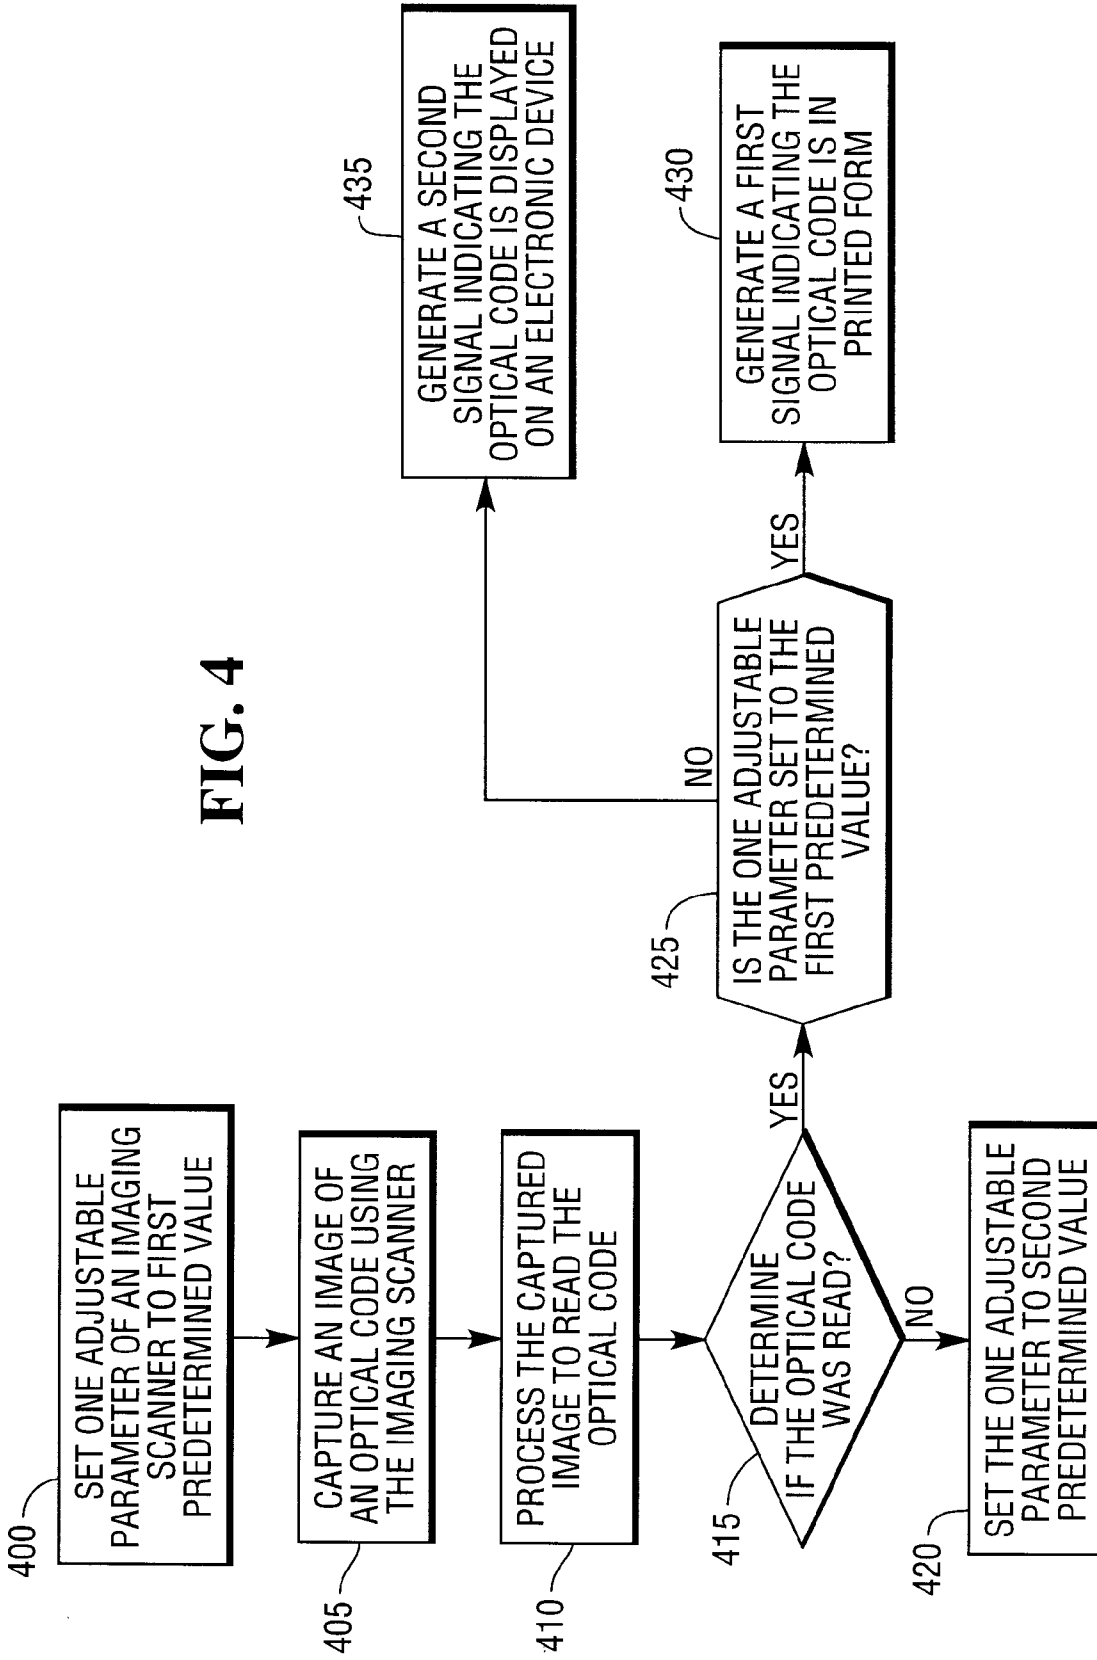 FIG. 4
400
SET ONE ADJUSTABLE
PARAMETER OF AN IMAGING
SCANNER TO FIRST
PREDETERMINED VALUE
405
CAPTURE AN IMAGE OF
AN OPTICAL CODE USING
THE IMAGING SCANNER
410
PROCESS THE CAPTURED
IMAGE TO READ THE
OPTICAL CODE
415
DETERMINE
IF THE OPTICAL CODE
WAS READ?
NO
YES
420
SET THE ONE ADJUSTABLE
PARAMETER TO SECOND
PREDETERMINED VALUE
425
IS THE ONE ADJUSTABLE
PARAMETER SET TO THE
FIRST PREDETERMINED
VALUE?
NO
YES
430
GENERATE A FIRST
SIGNAL INDICATING THE
OPTICAL CODE IS IN
PRINTED FORM
435
GENERATE A SECOND
SIGNAL INDICATING THE
OPTICAL CODE IS DISPLAYED
ON AN ELECTRONIC DEVICE